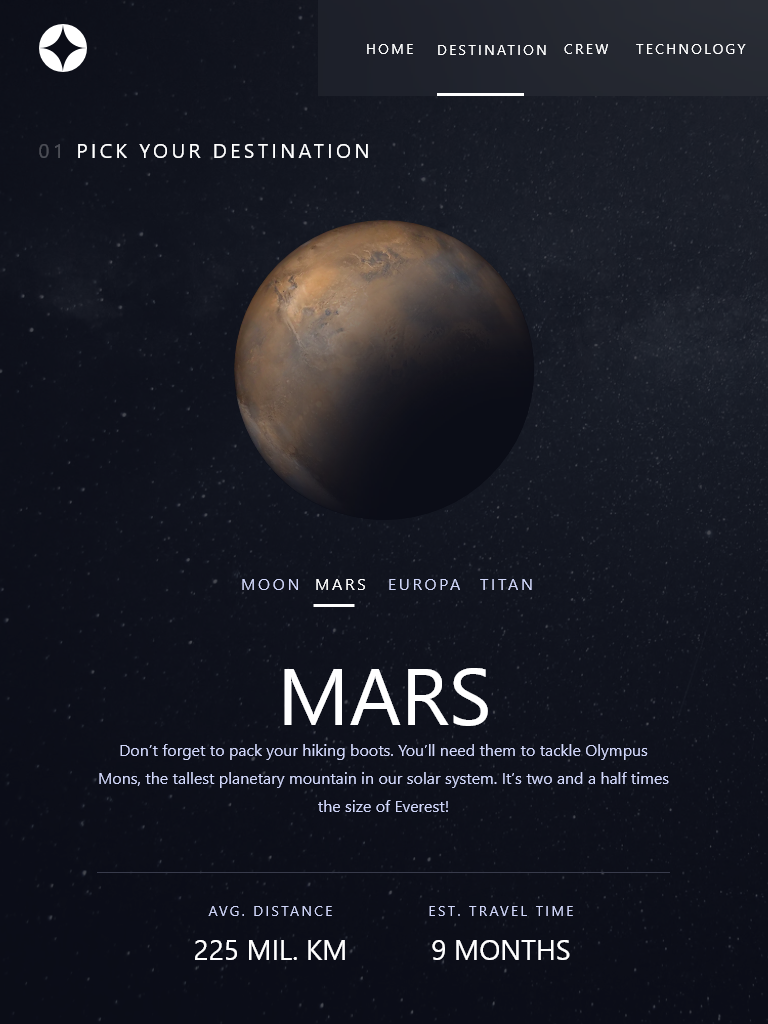 HOME DESTINATION CREW TECHNOLOGY
01 PICK YOUR DESTINATION
MOON MARS EUROPA TITAN
MARS
Don’t forget to pack your hiking boots. You’ll need them to tackle Olympus
Mons, the tallest planetary mountain in our solar system. It’s two and a half times
the size of Everest!
AVG. DISTANCE EST. TRAVEL TIME
225 MIL. KM 9 MONTHS